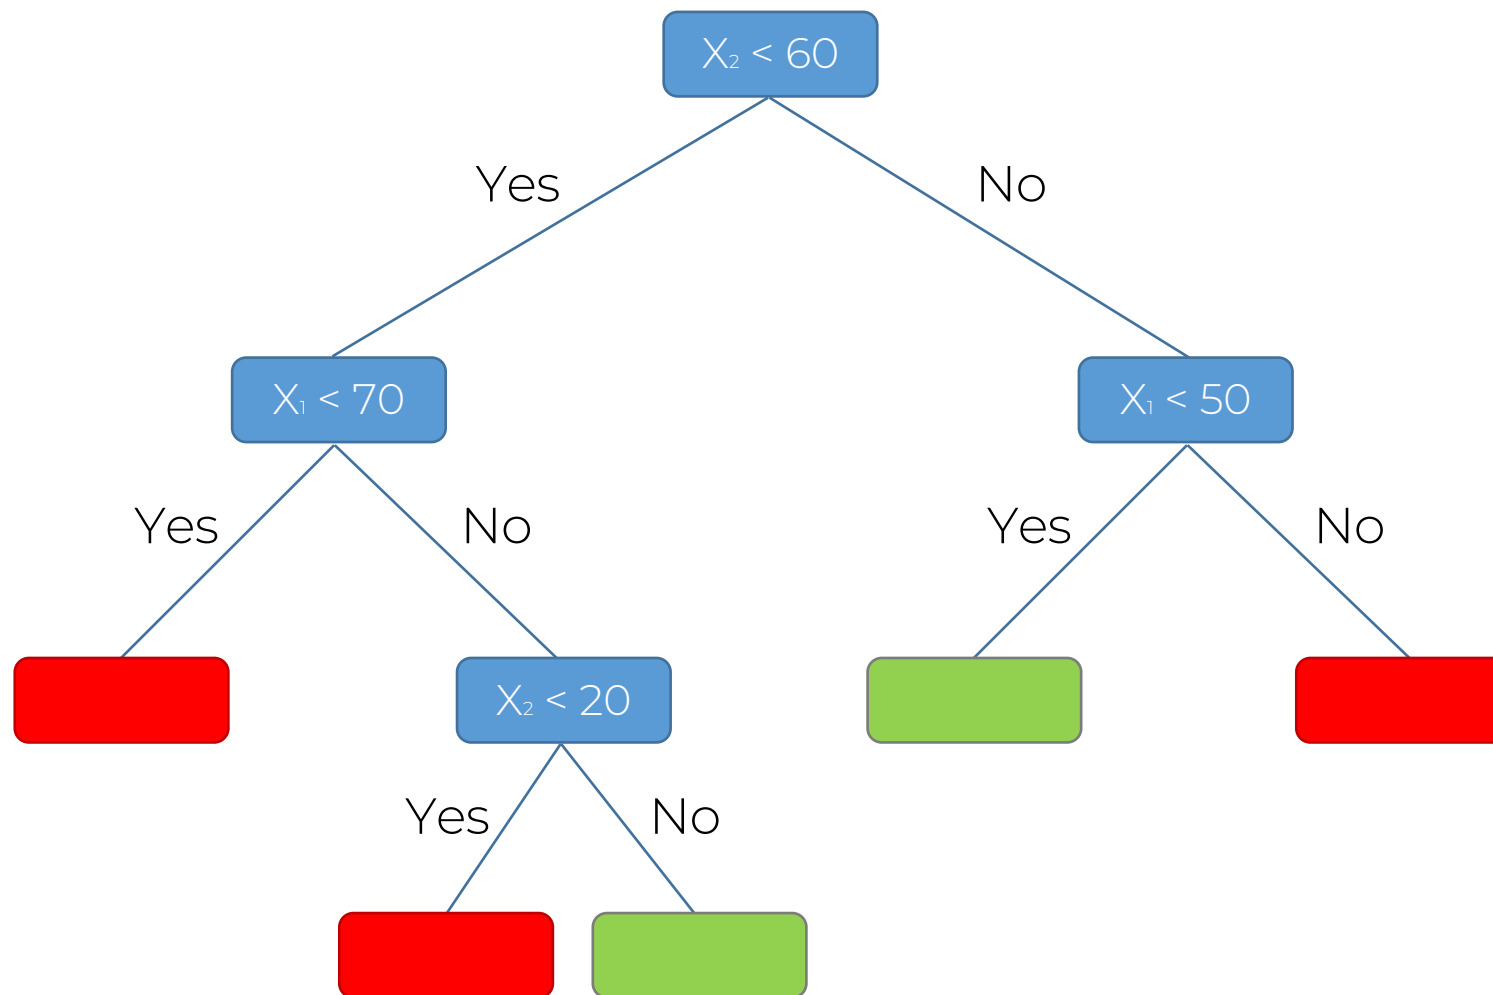 X₂ < 60
Yes
No
X₁ < 70
X₁ < 50
Yes
No
Yes
No
X₂ < 20
Yes
No